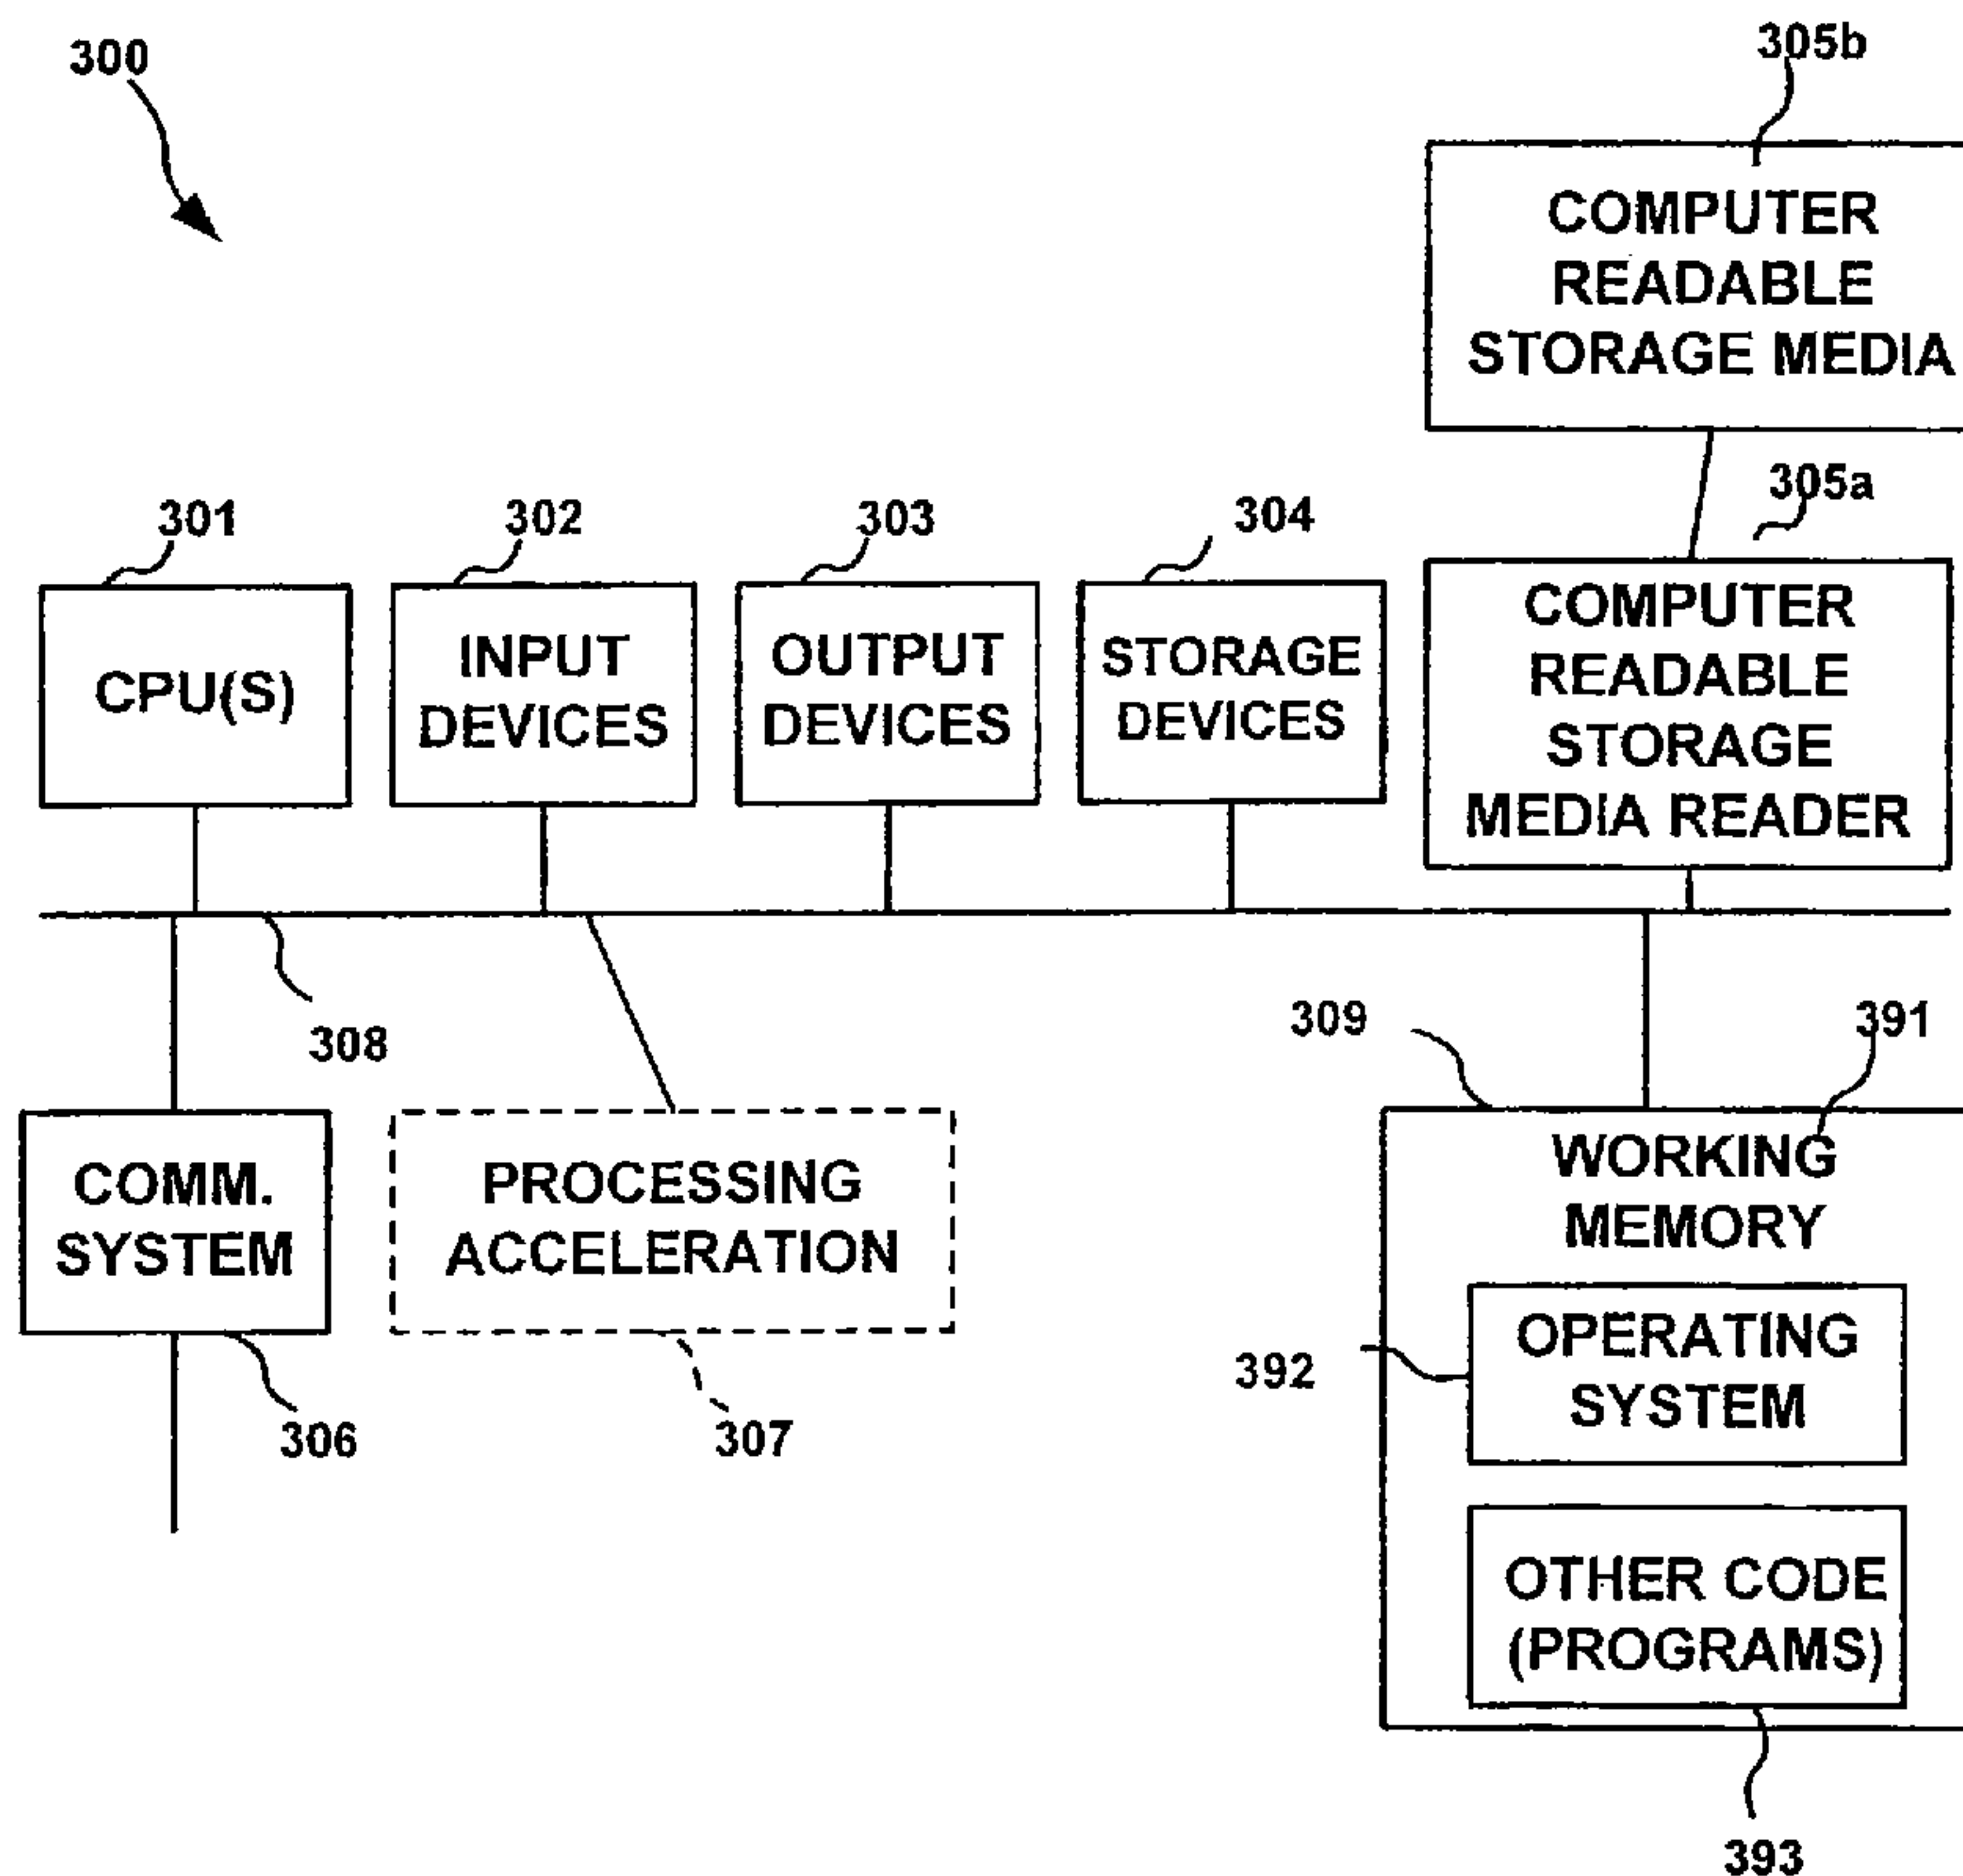 300
305b
COMPUTER
READABLE
STORAGE MEDIA
305a
301
302
303
304
CPU(S)
INPUT
DEVICES
OUTPUT
DEVICES
STORAGE
DEVICES
COMPUTER
READABLE
STORAGE
MEDIA READER
308
309
391
COMM.
SYSTEM
PROCESSING
ACCELERATION
WORKING
MEMORY
392
OPERATING
SYSTEM
306
307
OTHER CODE
(PROGRAMS)
393